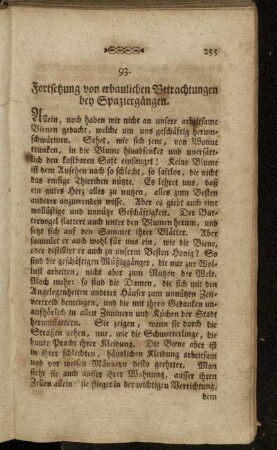 255
93.
Fortsetzung von erbaulichen Betrachtungen
bey Spaziergängen.
Allein, noch haben wir nicht an unsere arbeitsame
Bienen gedacht, welche um uns geschäftig herum-
schwärmen. Sehet, wie sich jene, von Wonne
trunken, in die Blume hinabsenket und unersätt-
lich den kostbaren Saft einsauget! Keine Blume
ist dem Ansehen nach so schlecht, so saftlos, die nicht
das emsige Thierchen nützte. Es lehret uns, daß
ein gutes Herz alles zu nutzen, alles zum Besten
anderer anzuwenden wisse. Aber es giebt auch eine
wollüstige und unnütze Geschäftigkeit. Der But-
tervogel flattert auch unter den Blumen herum, und
setzt sich auf den Sammet ihrer Blätter. Aber
sammlet er auch wohl für uns ein, wie die Biene,
oder distilliret er auch zu unserm Besten Honig? So
sind die geschäftigen Müßiggänger, die nur zur Wol-
lust arbeiten, nicht aber zum Nutzen der Welt.
Noch mehr: so sind die Damen, die sich mit den
Angelegenheiten anderer Häuser zum unnützen Zeit-
vertreib bemengen, und die mit ihren Gedanken un-
aufhörlich in allen Zimmern und Küchen der Stadt
herumflattern. Sie zeigen, wenn sie durch die
Straßen gehen, nur, wie die Schmetterlinge, die
bunte Pracht ihrer Kleidung. Die Biene aber ist
in ihrer schlechten, häuslichen Kleidung arbeitsam
und vor weisen Männern desto geehrter. Man
siehe sie auch ausser ihrer Wohnung, ausser ihren
Zellen allein: sie flieget in der wichtigen Verrichtung,
dem